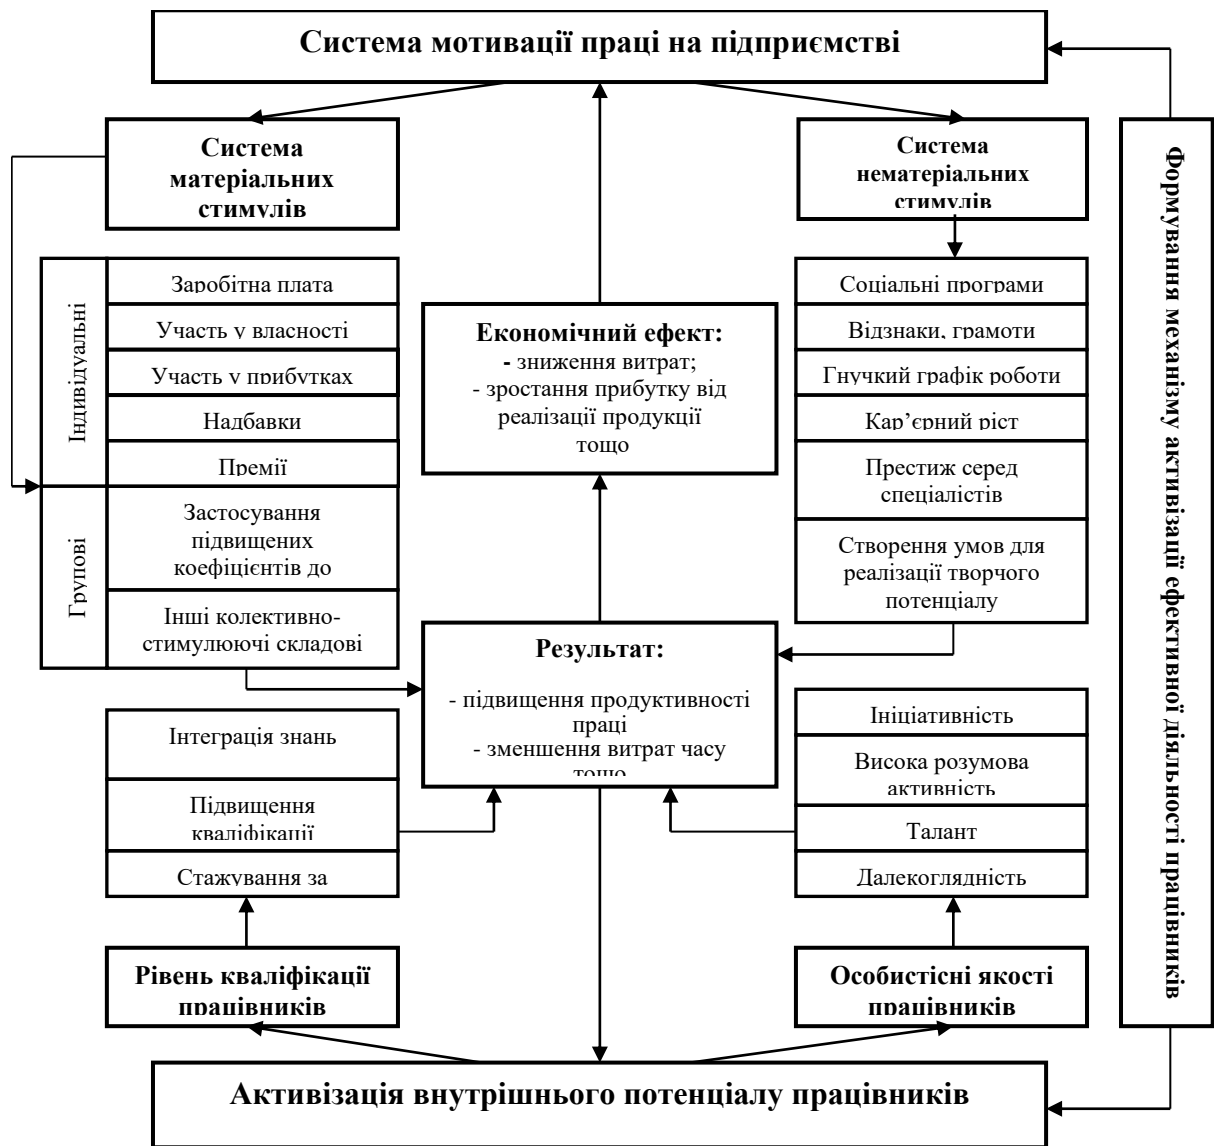 Система мотивації праці на підприємстві
Система
матеріальних
стимулів
Система
нематеріальних
стимулів
Індивідуальні
Заробітна плата
Участь у власності
Участь у прибутках
Надбавки
Премії
Групові
Застосування
підвищених
коефіцієнтів до
Інші колективно-
стимулюючі складові
Економічний ефект:
- зниження витрат;
- зростання прибутку від
реалізації продукції
тощо
Соціальні програми
Відзнаки, грамоти
Гнучкий графік роботи
Кар’єрний ріст
Престиж серед
спеціалістів
Створення умов для
реалізації творчого
потенціалу
Результат:
- підвищення продуктивності
праці
- зменшення витрат часу
тощо
Інтеграція знань
Підвищення
кваліфікації
Стажування за
Ініціативність
Висока розумова
активність
Талант
Далекоглядність
Рівень кваліфікації
працівників
Особистісні якості
працівників
Активізація внутрішнього потенціалу працівників
Формування механізму активізації ефективної діяльності працівників